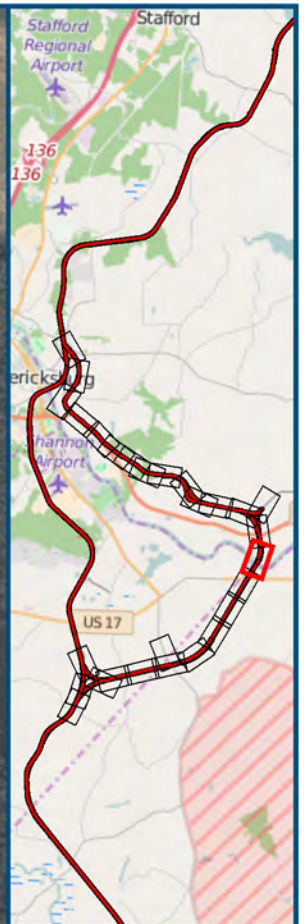 Stafford
Stafford
Regional
Airport
136
136
ericksburg
Shannon
Airport
US 17